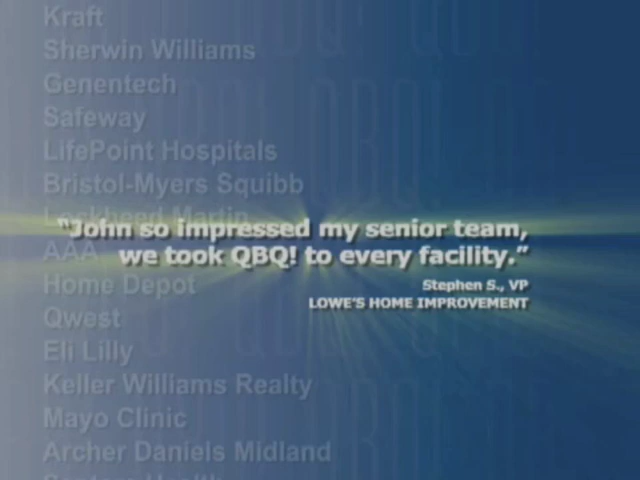 Kraft
Sherwin Williams
Genentech
Safeway
LifePoint Hospitals
Bristol-Myers Squibb
Lockheed Martin
"John so impressed my senior team,
we took QBQ! to every facility."
AAA
Home Depot
Stephen S., VP
LOWE'S HOME IMPROVEMENT
Qwest
Eli Lilly
Keller Williams Realty
Mayo Clinic
Archer Daniels Midland